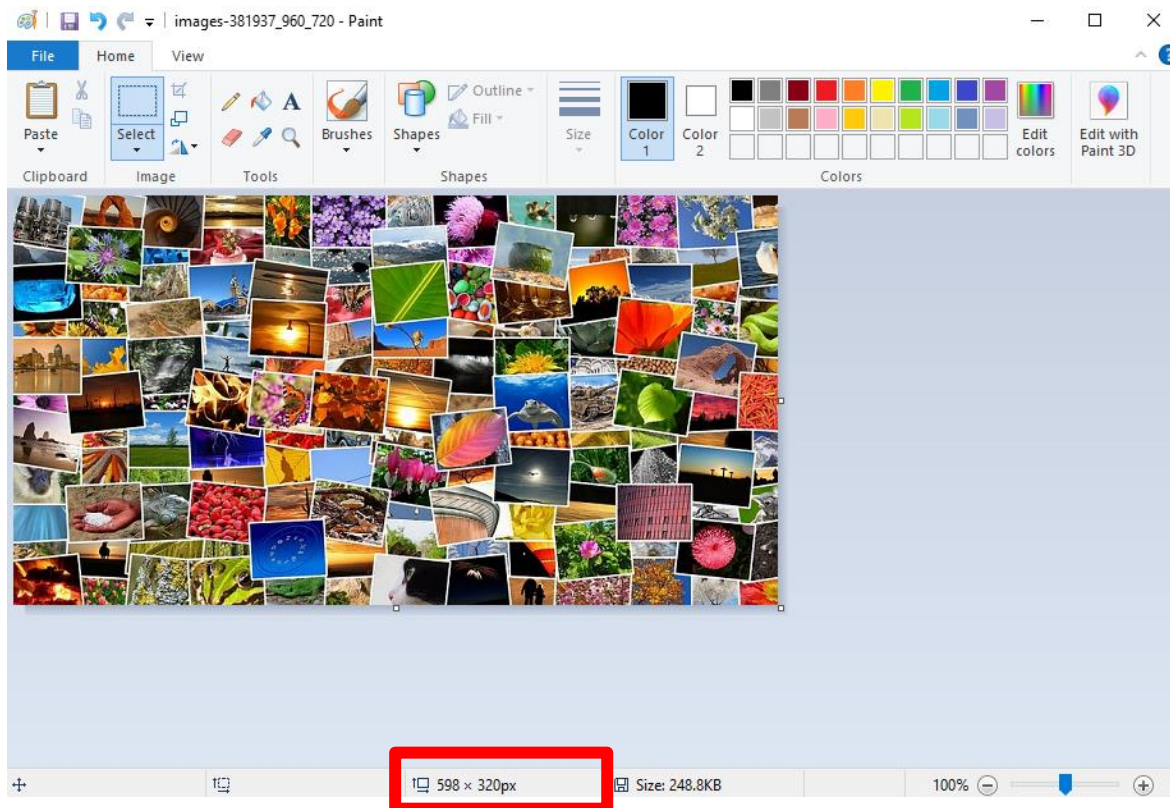 images-381937_960_720 - Paint
File Home View
Outline
Fill
Paste Select Brushes Shapes Size Color 1 Color 2 Edit colors Edit with Paint 3D
Clipboard Image Tools Shapes Colors
598 × 320px Size: 248.8KB 100%